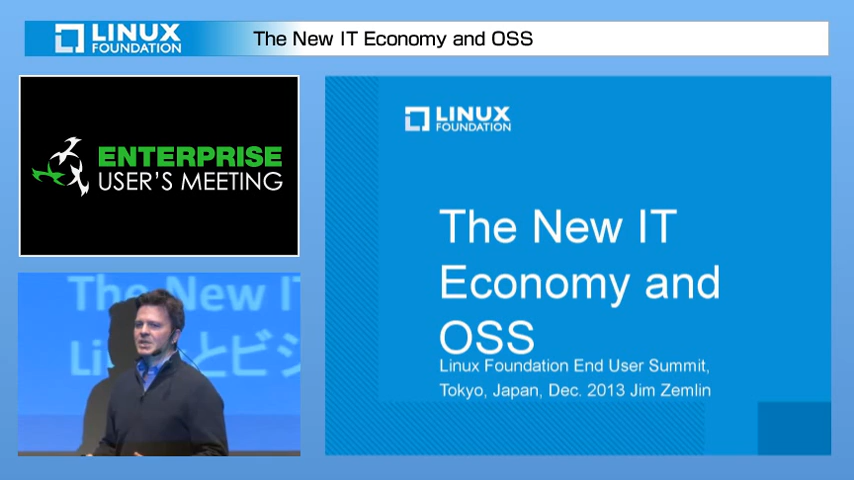 LINUX
FOUNDATION
The New IT Economy and OSS
ENTERPRISE
USER'S MEETING
The New IT
Li とビジ
LINUX
FOUNDATION
The New IT
Economy and
OSS
Linux Foundation End User Summit,
Tokyo, Japan, Dec. 2013 Jim Zemlin